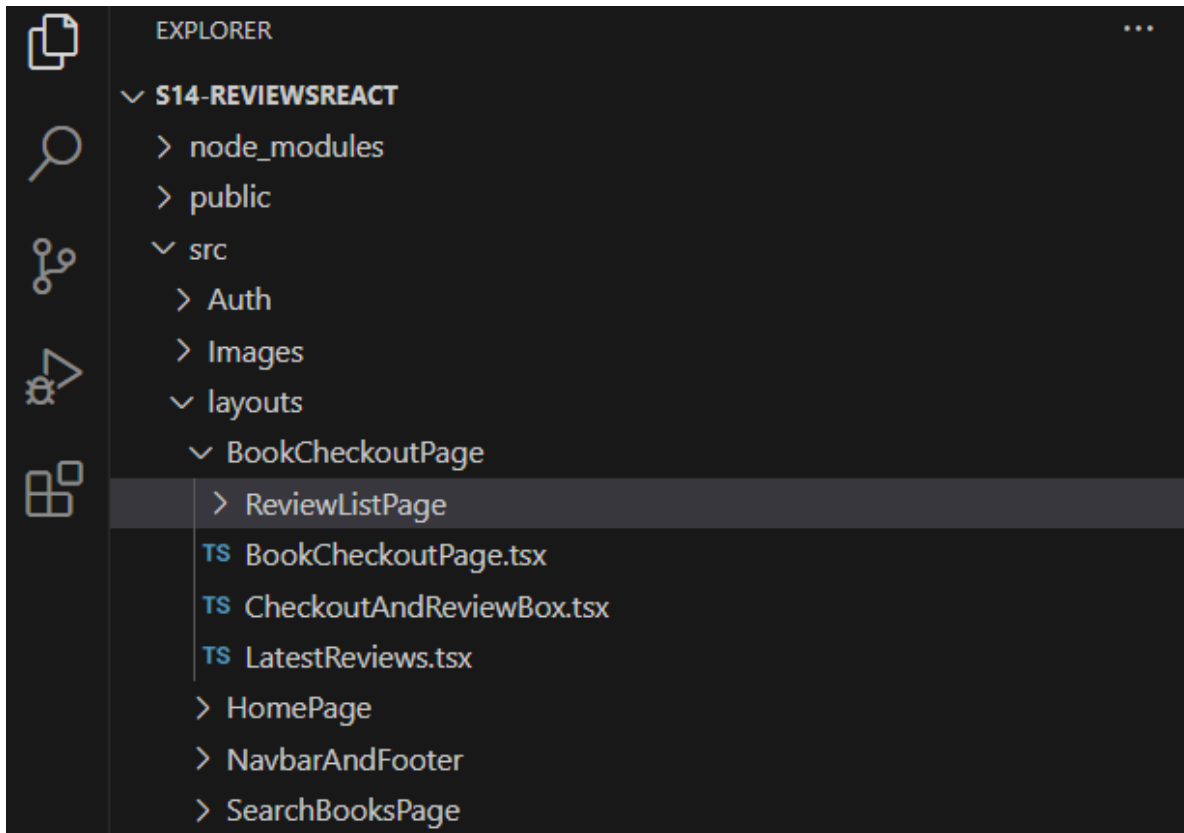 EXPLORER
S14-REVIEWSREACT
node_modules
public
src
Auth
Images
layouts
BookCheckoutPage
ReviewListPage
TS BookCheckoutPage.tsx
TS CheckoutAndReviewBox.tsx
TS LatestReviews.tsx
HomePage
NavbarAndFooter
SearchBooksPage